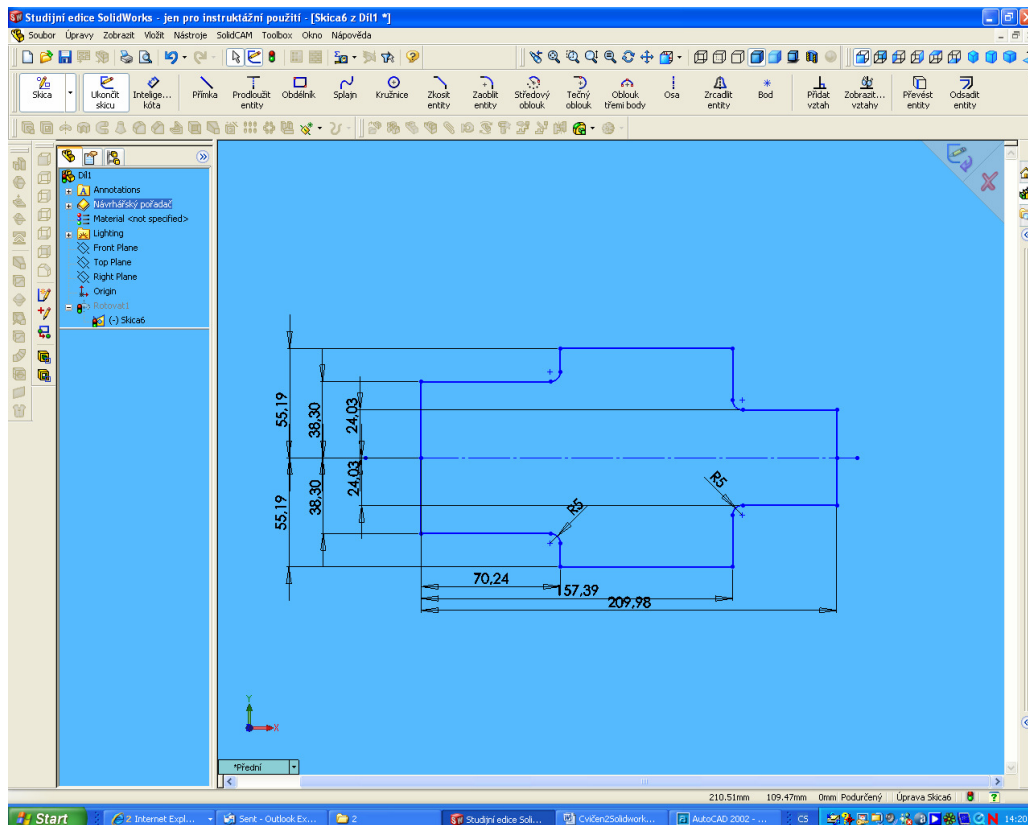 Studijní edice SolidWorks - jen pro instruktážní použití - [Skica6 z Díl1 *]
Soubor Úpravy Zobrazit Vložit Nástroje SolidCAM Toolbox Okno Nápověda
Skica Ukončit skicu Intelige... kóta Přímka Prodloužit entity Obdélník Splajn Kružnice Zkosit entity Zaoblit entity Středový oblouk Tečný oblouk Oblouk třemi body Osa Zrcadlit entity Bod Přidat vztah Zobrazit... vztahy Převést entity Odsadit entity
Díl1
Annotations
Návrhářský pořadač
Material <not specified>
Lighting
Front Plane
Top Plane
Right Plane
Origin
Rotovat1
(-) Skica6
55,19
38,30
24,03
55,19
38,30
24,03
R5
R5
70,24
157,39
209,98
Y
X
*Přední
210.51mm 109.47mm 0mm Podurčený Úprava Skica6
Start 2 Internet Expl... Sent - Outlook Ex... 2 Studijní edice Soli... Cvičen2Solidwork... AutoCAD 2002 - ... CS 14:20